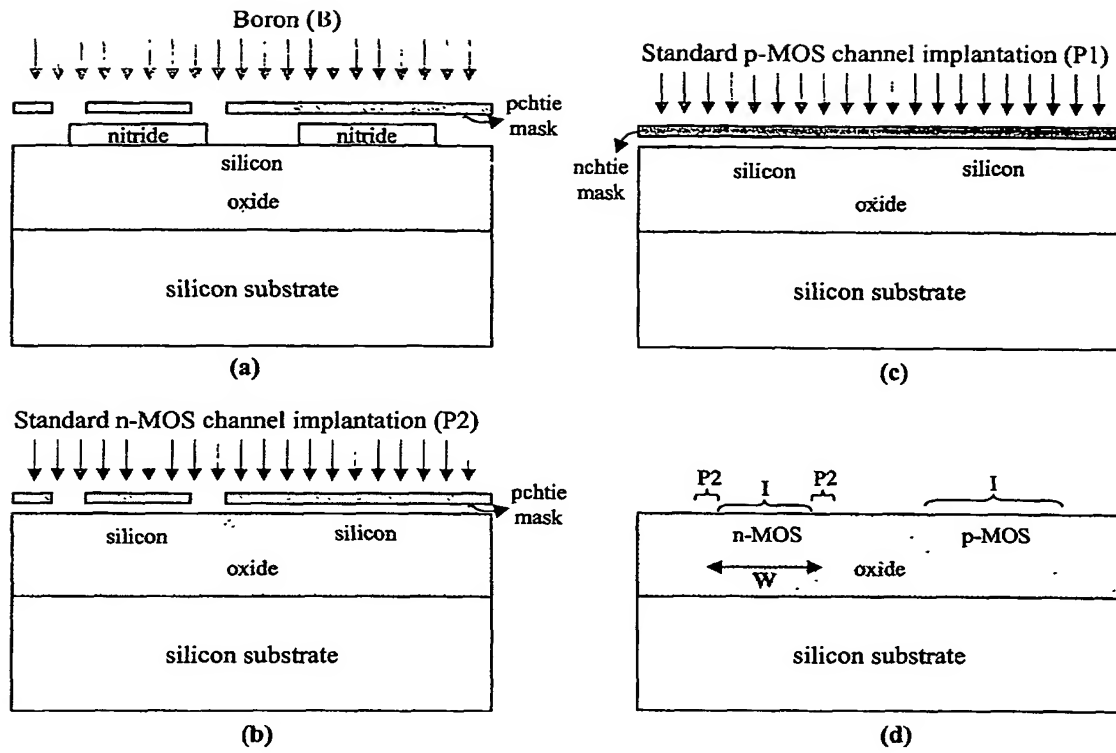 Boron (B)
pchtie
mask
nitride
nitride
silicon
oxide
silicon substrate
(a)
Standard n-MOS channel implantation (P2)
pchtie
mask
silicon
silicon
oxide
silicon substrate
(b)
Standard p-MOS channel implantation (P1)
nchtie
mask
silicon
silicon
oxide
silicon substrate
(c)
P2
I
P2
I
n-MOS
p-MOS
W
oxide
silicon substrate
(d)